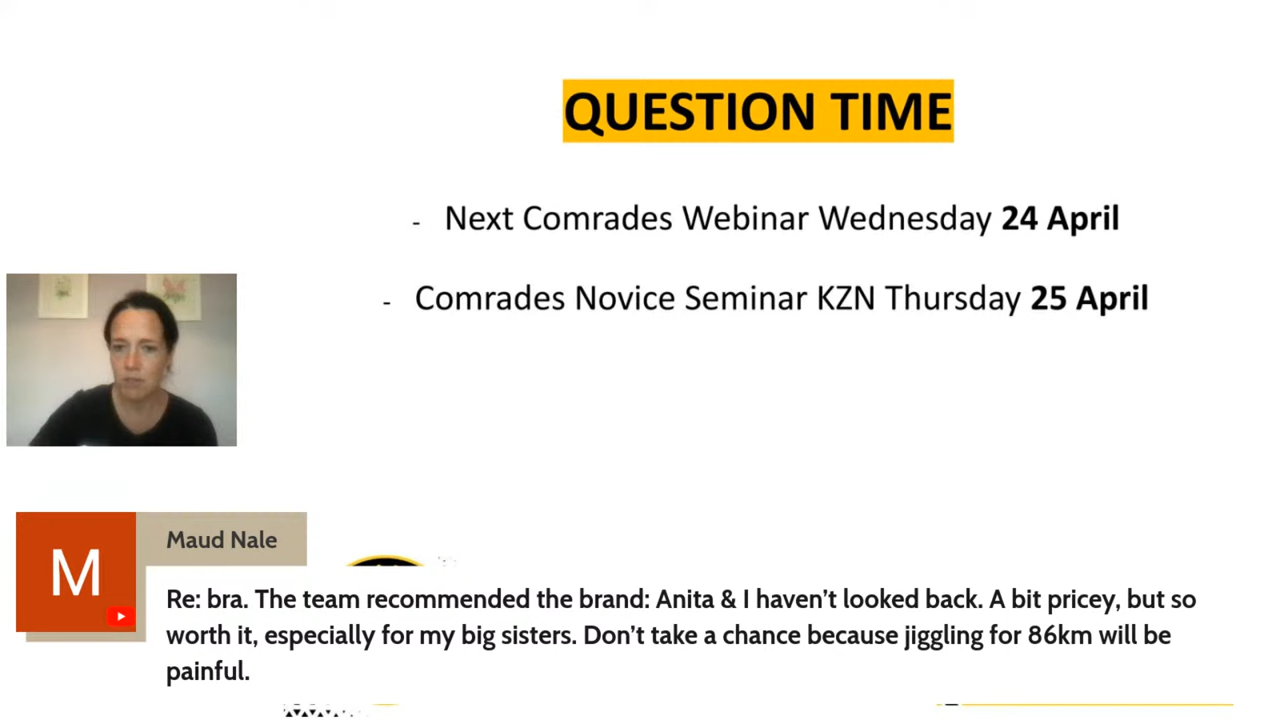 QUESTION TIME
- Next Comrades Webinar Wednesday 24 April
- Comrades Novice Seminar KZN Thursday 25 April
M
Maud Nale
Re: bra. The team recommended the brand: Anita & I haven't looked back. A bit pricey, but so
worth it, especially for my big sisters. Don't take a chance because jiggling for 86km will be
painful.